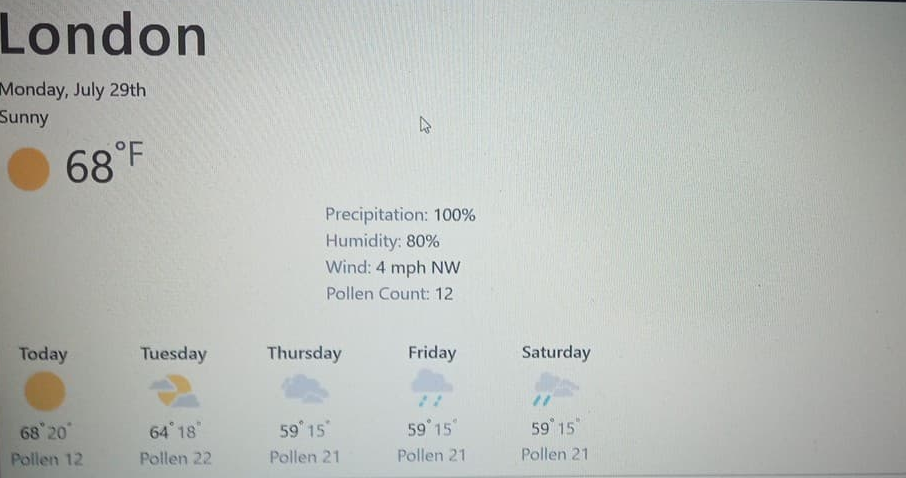 London
Monday, July 29th
Sunny
68°F
Precipitation: 100%
Humidity: 80%
Wind: 4 mph NW
Pollen Count: 12
Today Tuesday Thursday Friday Saturday
68°20° 64°18° 59°15° 59°15° 59°15°
Pollen 12 Pollen 22 Pollen 21 Pollen 21 Pollen 21